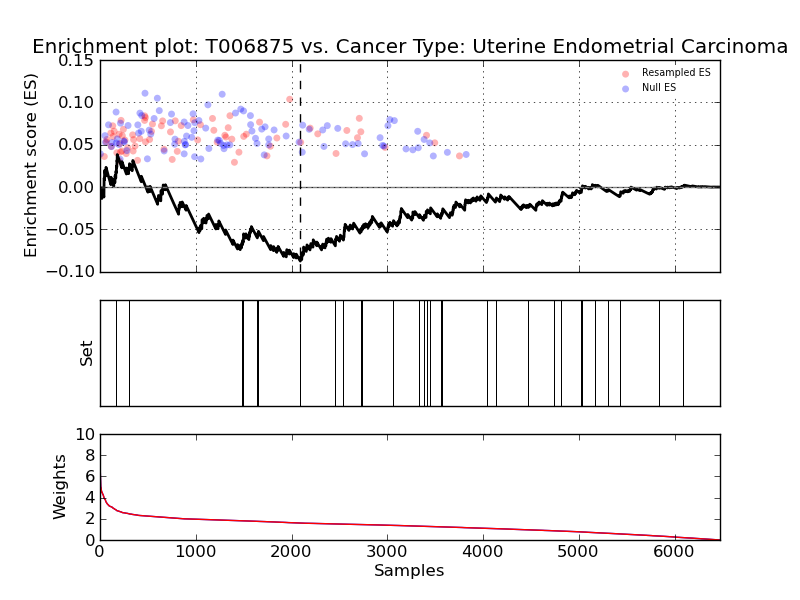 Enrichment plot: T006875 vs. Cancer Type: Uterine Endometrial Carcinoma
Enrichment score (ES)
0.15
0.10
0.05
0.00
−0.05
−0.10
Resampled ES
Null ES
Set
Weights
10
8
6
4
2
0
0 1000 2000 3000 4000 5000 6000
Samples